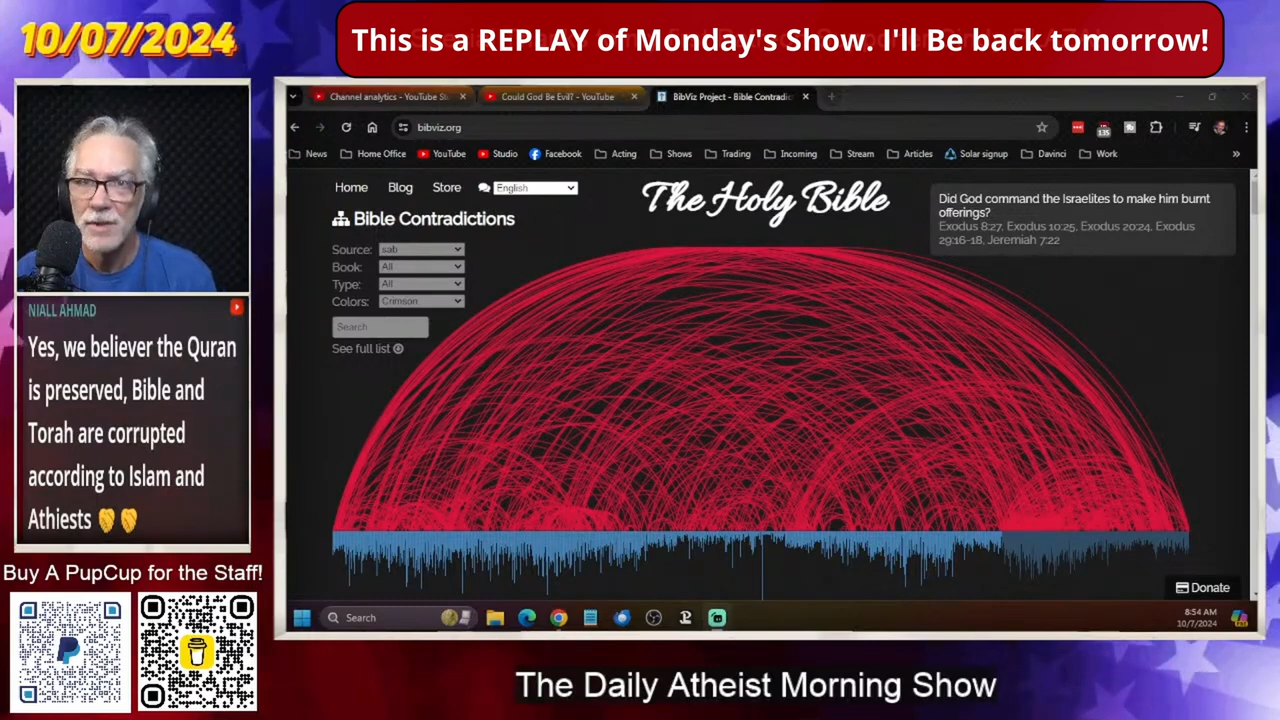 10/07/2024
This is a REPLAY of Monday's Show. I'll Be back tomorrow!
Channel analytics - YouTube St
Could God Be Evil? - YouTube
BibViz Project - Bible Contradic
bibviz.org
135
News
Home Office
YouTube
Studio
Facebook
Acting
Shows
Trading
Incoming
Stream
Articles
Solar signup
Davinci
Work
Home
Blog
Store
English
The Holy Bible
Bible Contradictions
Source: sab
Book: All
Type: All
Colors: Crimson
Search
See full list
Did God command the Israelites to make him burnt
offerings?
Exodus 8:27, Exodus 10:25, Exodus 20:24, Exodus
29:16-18, Jeremiah 7:22
NIALL AHMAD
Yes, we believer the Quran
is preserved, Bible and
Torah are corrupted
according to Islam and
Athiests
Donate
Search
8:54 AM
10/7/2024
Buy A PupCup for the Staff!
The Daily Atheist Morning Show